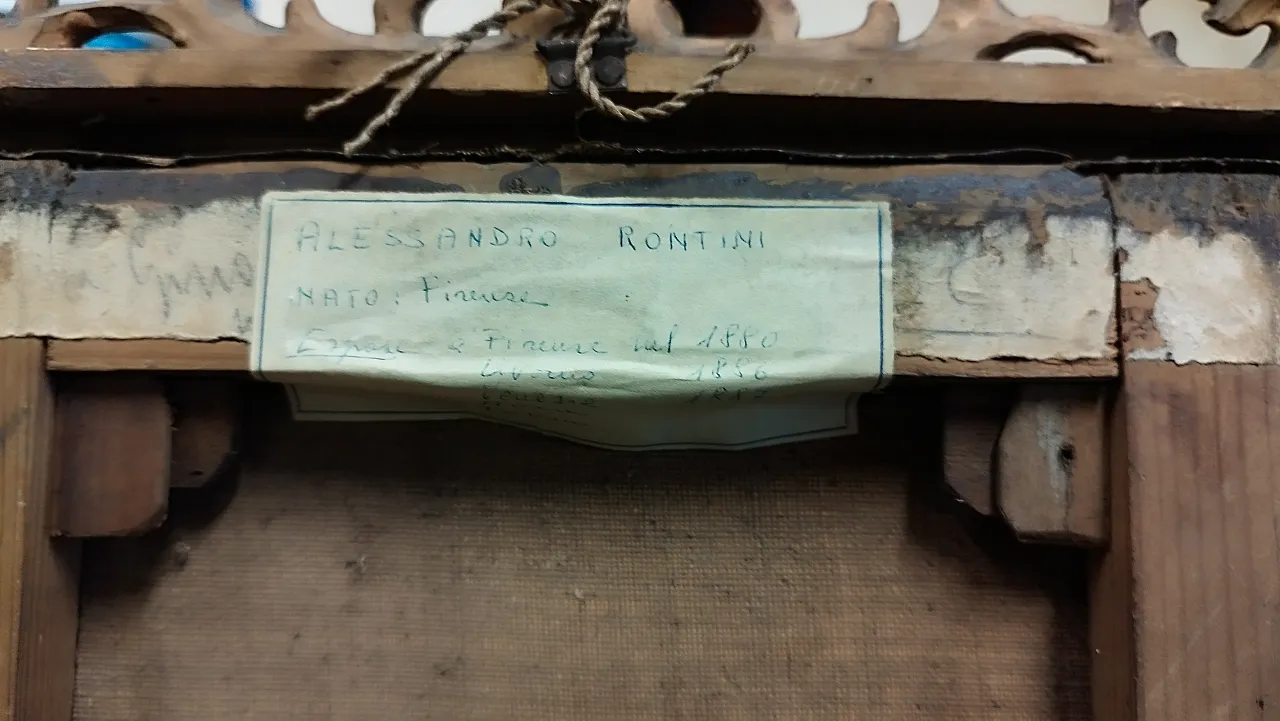 ALESSANDRO RONTINI
NATO: Firenze
Espose a Firenze nel 1880
Livorno 1886